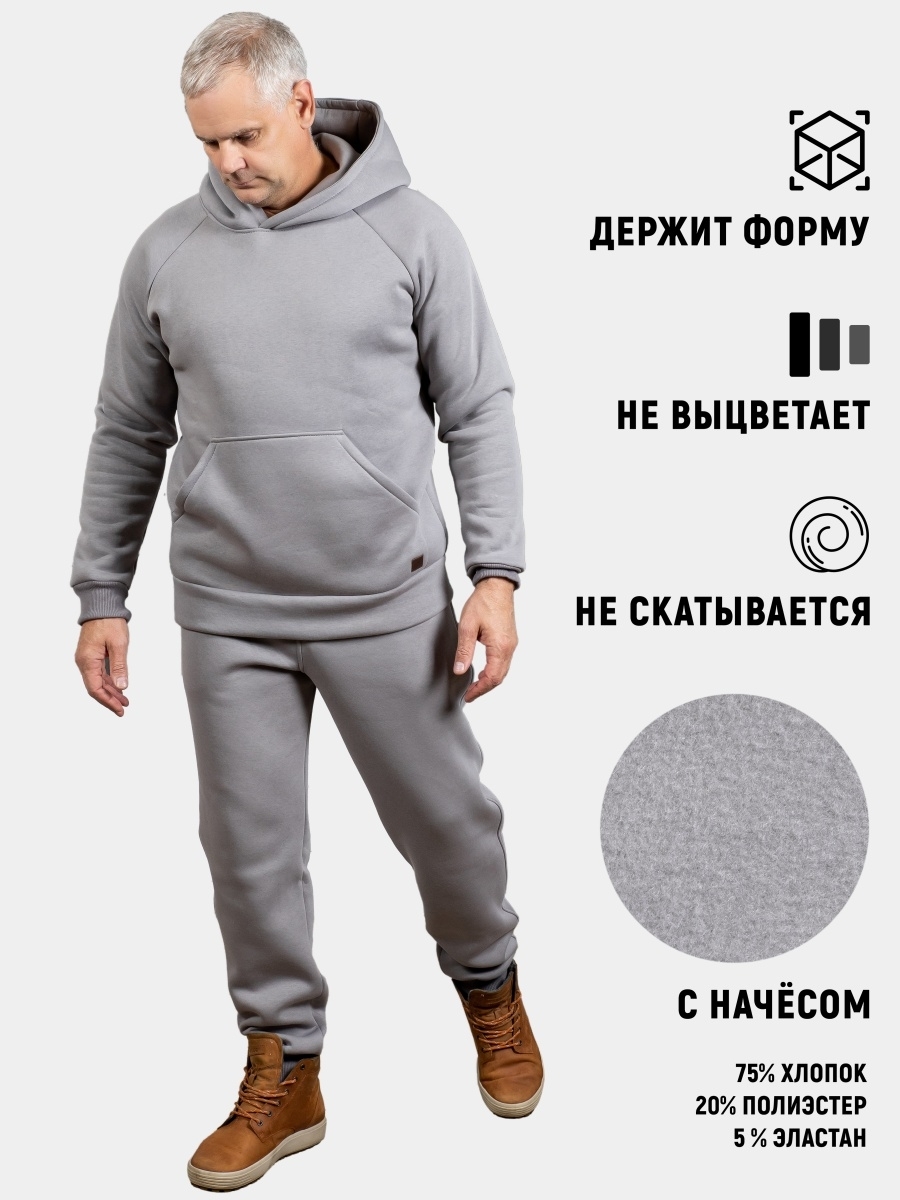 ДЕРЖИТ ФОРМУ
НЕ ВЫЦВЕТАЕТ
НЕ СКАТЫВАЕТСЯ
С НАЧЁСОМ
75% ХЛОПОК
20% ПОЛИЭСТЕР
5 % ЭЛАСТАН